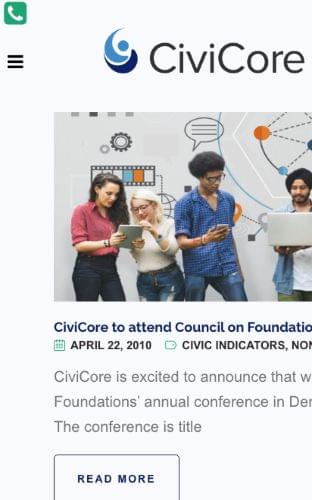 CiviCore
CiviCore to attend Council on Foundatio
APRIL 22, 2010 CIVIC INDICATORS, NON
CiviCore is excited to announce that w
Foundations' annual conference in Den
The conference is title
READ MORE